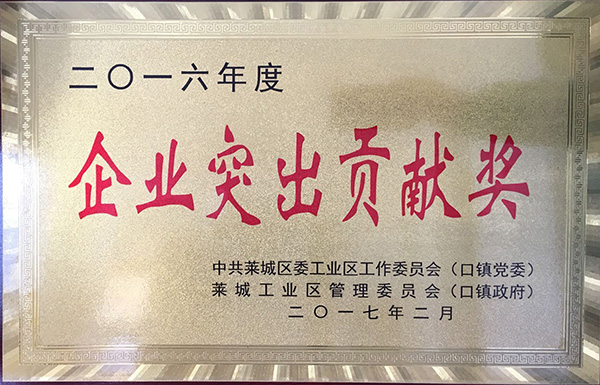 二〇一六年度
企业突出贡献奖
中共莱城区委工业区工作委员会（口镇党委）
莱城工业区管理委员会（口镇政府）
二〇一七年二月